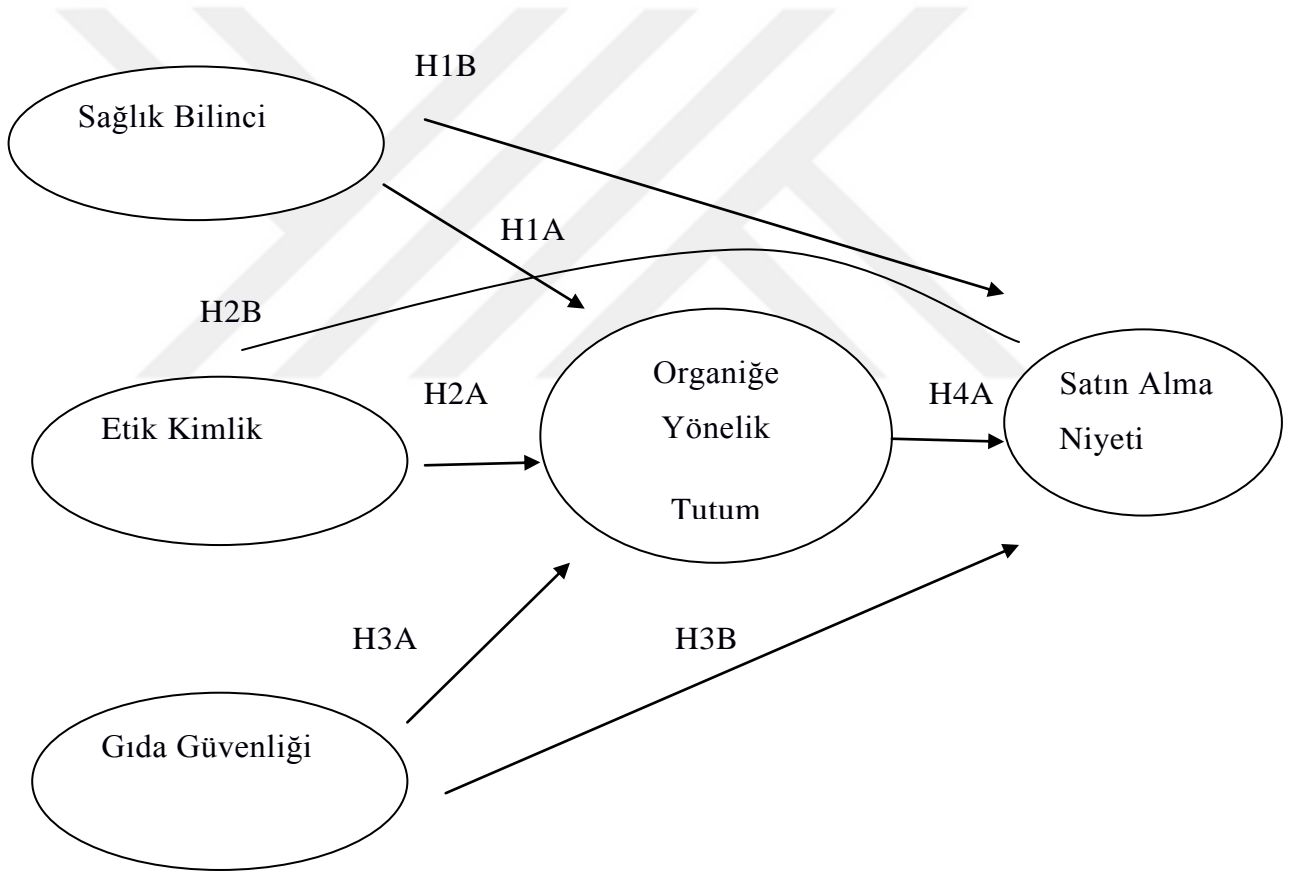 H1B
Sağlık Bilinci
H1A
H2B
Organiğe
Yönelik
Tutum
H2A
H4A
Satın Alma
Niyeti
Etik Kimlik
H3A
H3B
Gıda Güvenliği